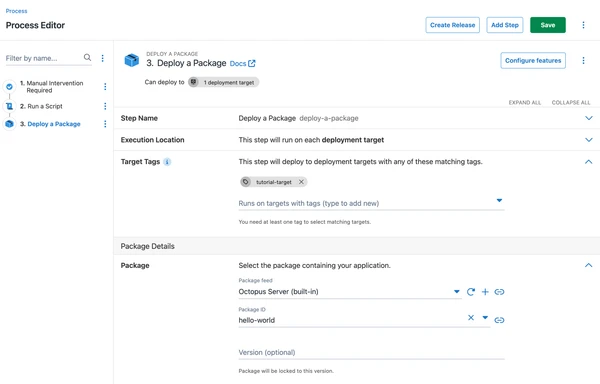 Process
Process Editor
Create Release
Add Step
Save
Filter by name...
1. Manual Intervention
Required
2. Run a Script
3. Deploy a Package
DEPLOY A PACKAGE
3. Deploy a Package Docs
Configure features
Can deploy to 1 deployment target
EXPAND ALL COLLAPSE ALL
Step Name Deploy a Package deploy-a-package
Execution Location This step will run on each deployment target
Target Tags This step will deploy to deployment targets with any of these matching tags.
tutorial-target
Runs on targets with tags (type to add new)
You need at least one tag to select matching targets.
Package Details
Package Select the package containing your application.
Package feed
Octopus Server (built-in)
Package ID
hello-world
Version (optional)
Package will be locked to this version.